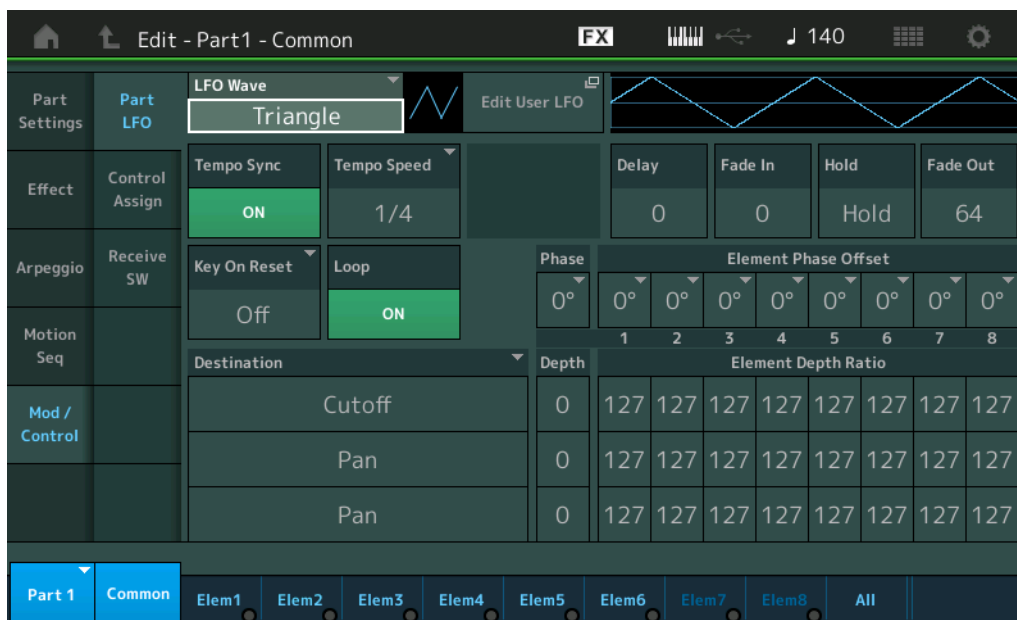 Edit - Part1 - Common
FX
140
Part Settings
Effect
Arpeggio
Motion Seq
Mod / Control
Part LFO
Control Assign
Receive SW
LFO Wave
Triangle
Edit User LFO
Tempo Sync
ON
Tempo Speed
1/4
Delay
0
Fade In
0
Hold
Hold
Fade Out
64
Key On Reset
Off
Loop
ON
Phase
0°
Element Phase Offset
0° 0° 0° 0° 0° 0° 0° 0°
1 2 3 4 5 6 7 8
Destination
Depth
Element Depth Ratio
Cutoff 0 127 127 127 127 127 127 127 127
Pan 0 127 127 127 127 127 127 127 127
Pan 0 127 127 127 127 127 127 127 127
Part 1
Common
Elem1
Elem2
Elem3
Elem4
Elem5
Elem6
Elem7
Elem8
All